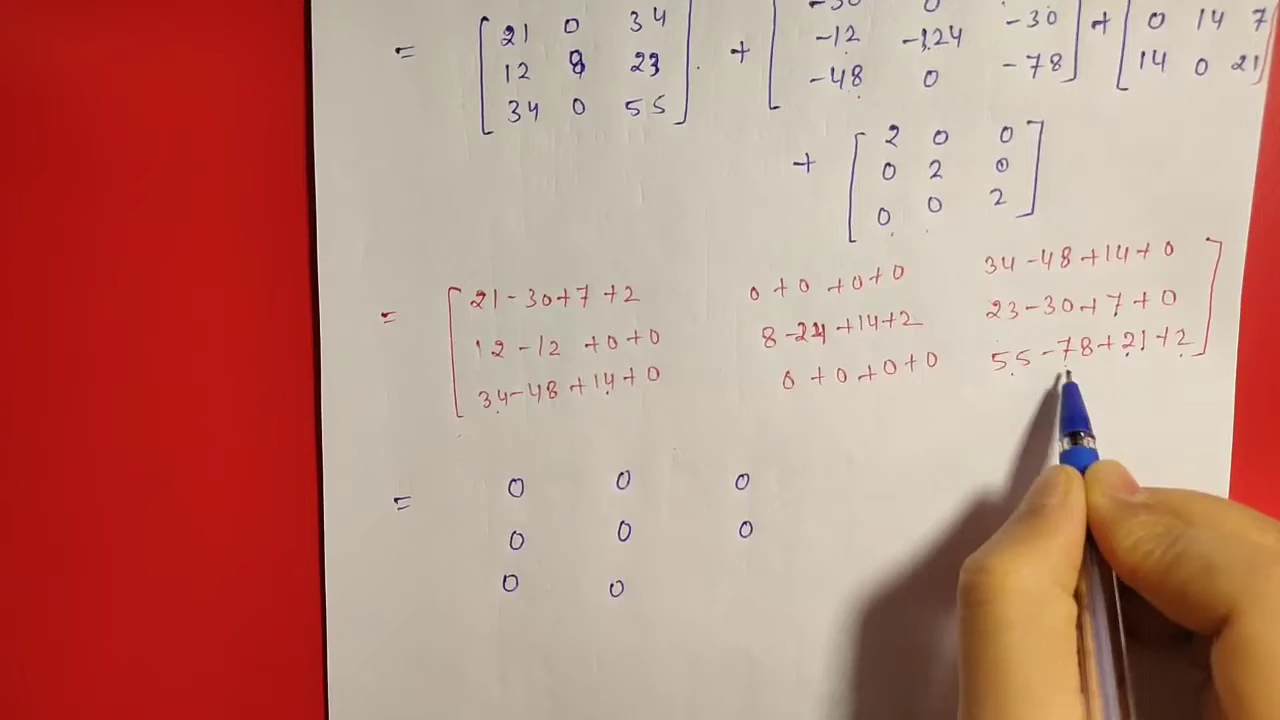 = [ 21 0 34 ] + [ -30 0 ] + [
12 8 23 -12 -24 -30 0 14 7
34 0 55 -48 0 -78 14 0 21
+ [ 2 0 0
0 2 0
0 0 2 ]
= [ 21-30+7+2 0+0+0+0 34-48+14+0
12-12+0+0 8-24+14+2 23-30+7+0
34-48+14+0 0+0+0+0 55-78+21+2 ]
= 0 0 0
0 0 0
0 0